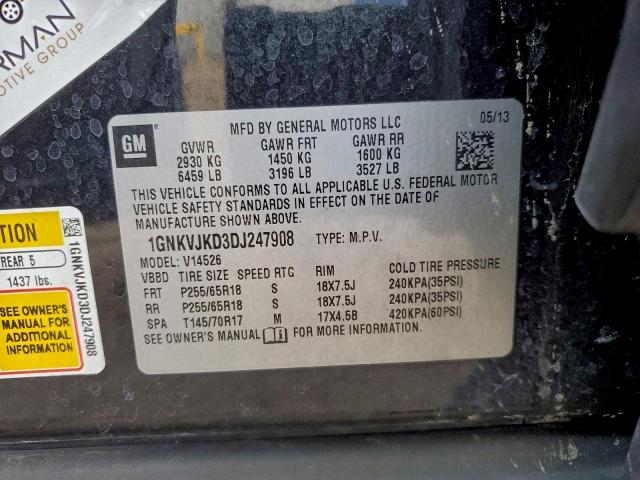 RMAN
OTIVE GROUP
GM
MFD BY GENERAL MOTORS LLC
05/13
GVWR GAWR FRT GAWR RR
2930 KG 1450 KG 1600 KG
6459 LB 3196 LB 3527 LB
THIS VEHICLE CONFORMS TO ALL APPLICABLE U.S. FEDERAL MOTOR
VEHICLE SAFETY STANDARDS IN EFFECT ON THE DATE OF
MANUFACTURE SHOWN ABOVE.
1GNKVJKD3DJ247908 TYPE: M.P.V.
MODEL: V14526
VBBD TIRE SIZE SPEED RTG RIM COLD TIRE PRESSURE
FRT P255/65R18 S 18X7.5J 240KPA(35PSI)
RR P255/65R18 S 18X7.5J 240KPA(35PSI)
SPA T145/70R17 M 17X4.5B 420KPA(60PSI)
SEE OWNER'S MANUAL FOR MORE INFORMATION.
TION
REAR 5
1437 lbs.
SEE OWNER'S
MANUAL FOR
ADDITIONAL
INFORMATION
1GNKVJKD3DJ247908